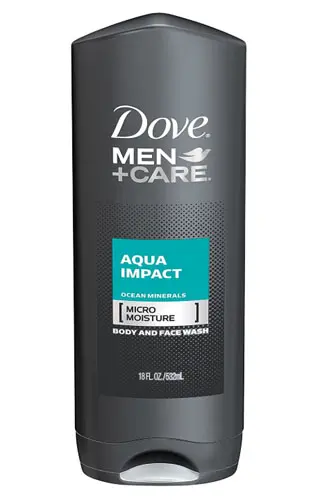 Dove
MEN
+CARE
AQUA
IMPACT
OCEAN MINERALS
MICRO
MOISTURE
BODY AND FACE WASH
18 FL. OZ./532mL